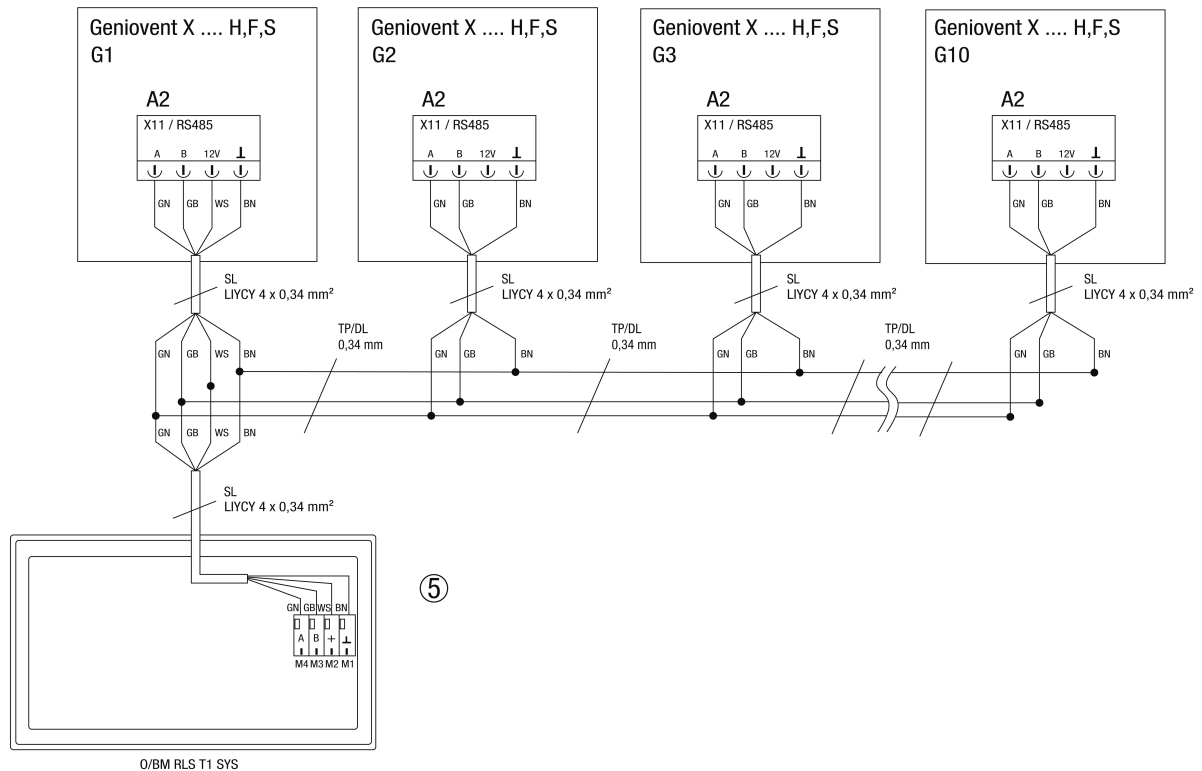 Geniovent X .... H,F,S
G1
A2
X11 / RS485
A B 12V ⊥
GN GB WS BN
SL
LIYCY 4 x 0,34 mm²
GN GB WS BN
GN GB WS BN
Geniovent X .... H,F,S
G2
A2
X11 / RS485
A B 12V ⊥
GN GB BN
SL
LIYCY 4 x 0,34 mm²
GN GB BN
Geniovent X .... H,F,S
G3
A2
X11 / RS485
A B 12V ⊥
GN GB BN
SL
LIYCY 4 x 0,34 mm²
GN GB BN
Geniovent X .... H,F,S
G10
A2
X11 / RS485
A B 12V ⊥
GN GB BN
SL
LIYCY 4 x 0,34 mm²
GN GB BN
TP/DL
0,34 mm
TP/DL
0,34 mm
TP/DL
0,34 mm
SL
LIYCY 4 x 0,34 mm²
⑤
GN GB WS BN
A B + ⊥
M4 M3 M2 M1
O/BM RLS T1 SYS